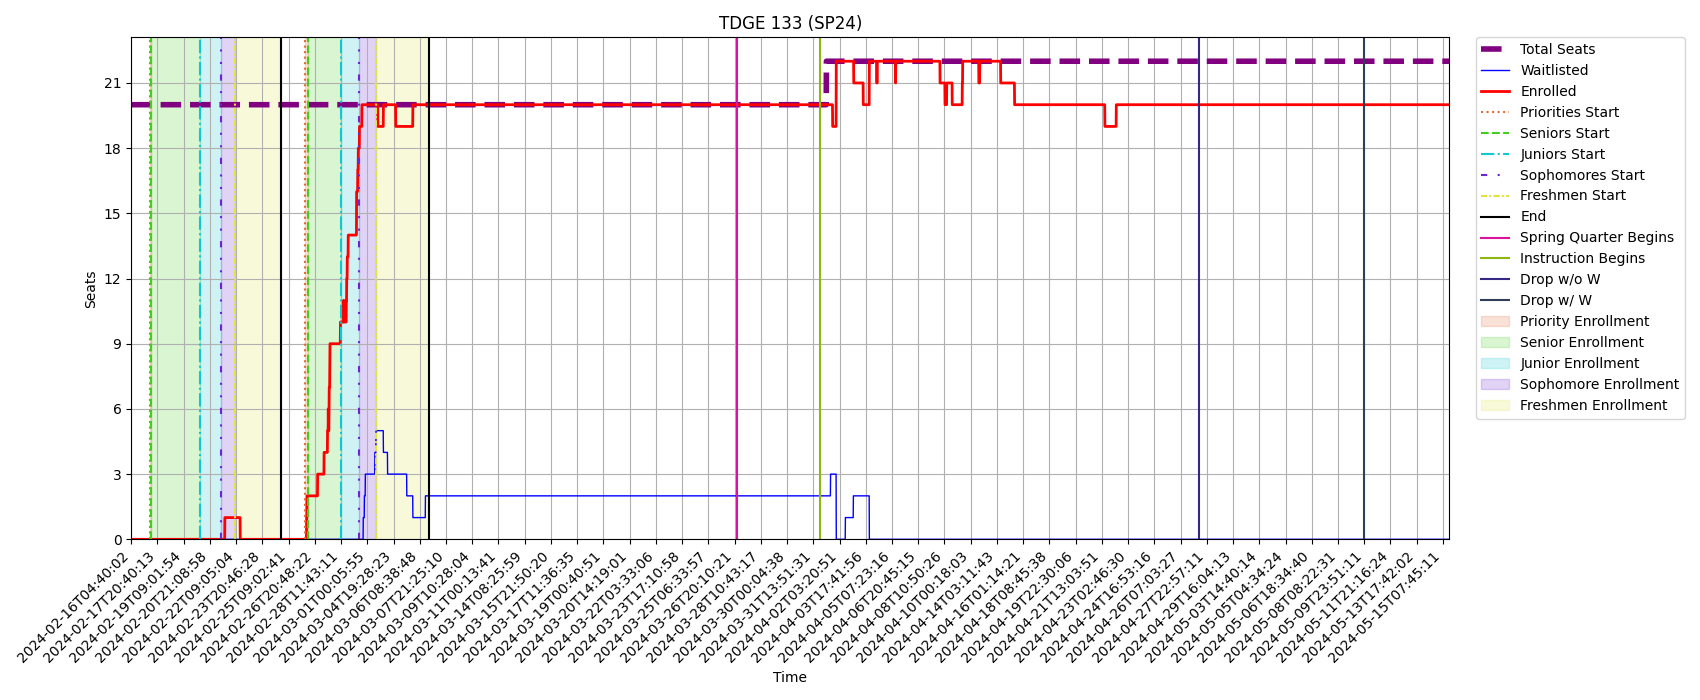 TDGE 133 (SP24)
Seats
21
18
15
12
9
6
3
0
2024-02-16T04:40:02
2024-02-17T20:40:13
2024-02-19T09:01:54
2024-02-20T21:08:58
2024-02-22T09:05:04
2024-02-23T20:46:28
2024-02-25T09:02:41
2024-02-26T20:48:22
2024-02-28T11:43:11
2024-03-01T00:05:55
2024-03-04T19:28:23
2024-03-06T08:38:48
2024-03-07T21:25:10
2024-03-11T00:13:41
2024-03-14T08:25:59
2024-03-15T21:50:20
2024-03-17T11:36:35
2024-03-19T00:40:51
2024-03-20T14:19:01
2024-03-22T03:33:06
2024-03-23T17:10:58
2024-03-25T06:33:57
2024-03-26T20:10:21
2024-03-28T10:43:17
2024-03-30T00:04:38
2024-03-31T13:51:31
2024-04-02T03:20:51
2024-04-03T17:41:56
2024-04-05T07:23:16
2024-04-06T20:45:15
2024-04-08T10:50:26
2024-04-10T00:18:03
2024-04-14T03:11:43
2024-04-16T01:14:21
2024-04-18T08:45:38
2024-04-19T22:30:06
2024-04-21T13:03:51
2024-04-23T02:46:30
2024-04-24T16:53:16
2024-04-26T07:03:27
2024-04-27T22:57:11
2024-04-29T16:04:13
2024-05-03T14:40:14
2024-05-05T04:34:24
2024-05-06T18:34:40
2024-05-08T08:22:31
2024-05-09T23:51:11
2024-05-11T21:16:24
2024-05-13T17:42:02
2024-05-15T07:45:11
Time
Total Seats
Waitlisted
Enrolled
Priorities Start
Seniors Start
Juniors Start
Sophomores Start
Freshmen Start
End
Spring Quarter Begins
Instruction Begins
Drop w/o W
Drop w/ W
Priority Enrollment
Senior Enrollment
Junior Enrollment
Sophomore Enrollment
Freshmen Enrollment